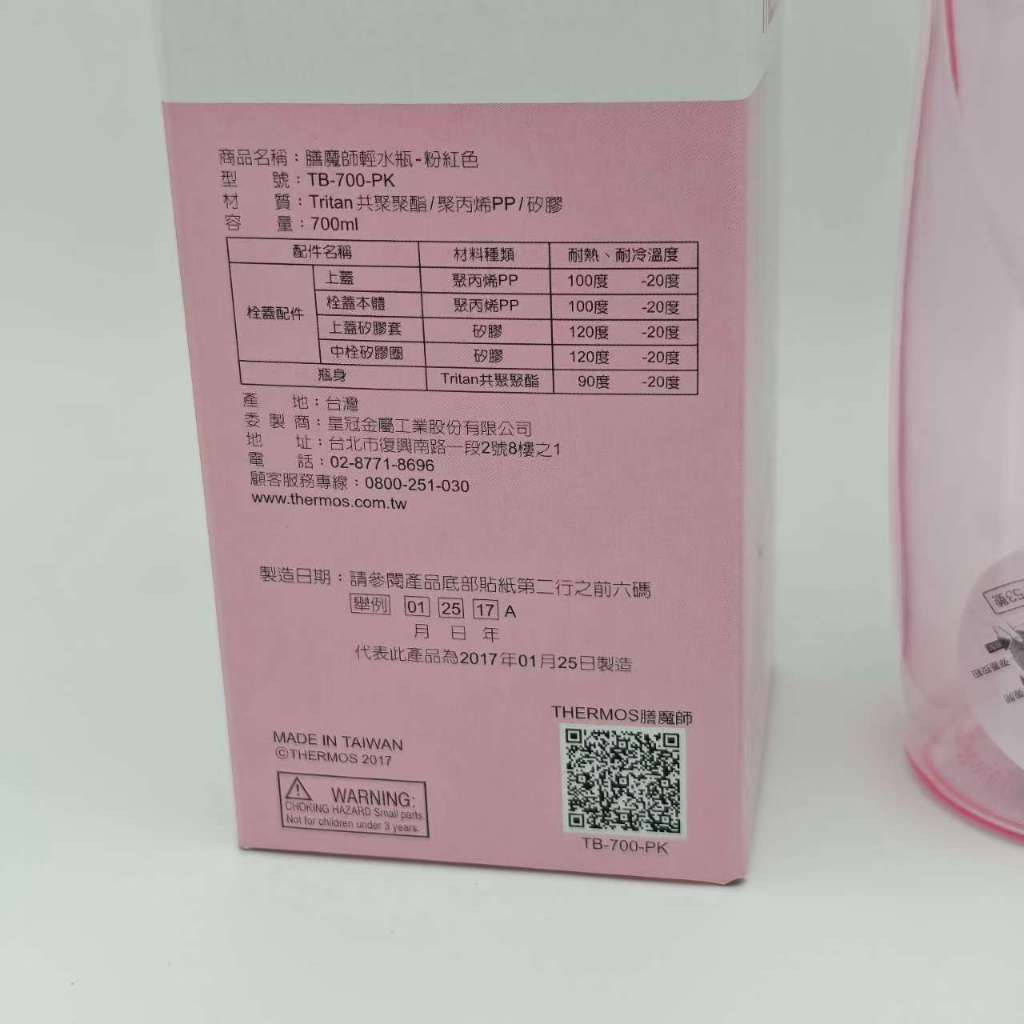 商品名稱：膳魔師輕水瓶-粉紅色
型 號：TB-700-PK
材 質：Tritan 共聚聚酯/聚丙烯PP/矽膠
容 量：700ml
配件名稱 材料種類 耐熱、耐冷溫度
栓蓋配件
上蓋 聚丙烯PP 100度 -20度
栓蓋本體 聚丙烯PP 100度 -20度
上蓋矽膠套 矽膠 120度 -20度
中栓矽膠圈 矽膠 120度 -20度
瓶身 Tritan共聚聚酯 90度 -20度
產 地：台灣
委 製 商：皇冠金屬工業股份有限公司
地 址：台北市復興南路一段2號8樓之1
電 話：02-8771-8696
顧客服務專線：0800-251-030
www.thermos.com.tw
製造日期：請參閱產品底部貼紙第二行之前六碼
舉例 01 25 17 A
月 日 年
代表此產品為2017年01月25日製造
THERMOS膳魔師
MADE IN TAIWAN
©THERMOS 2017
WARNING:
CHOKING HAZARD Small parts
Not for children under 3 years.
TB-700-PK